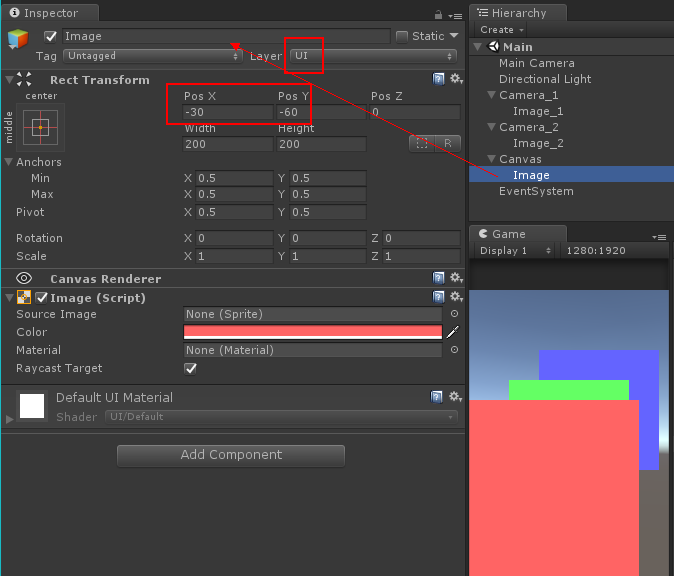 Inspector
Image Static
Tag Untagged Layer UI
Rect Transform
center
middle
Pos X Pos Y Pos Z
-30 -60 0
Width Height
200 200
R
Anchors
Min X 0.5 Y 0.5
Max X 0.5 Y 0.5
Pivot X 0.5 Y 0.5
Rotation X 0 Y 0 Z 0
Scale X 1 Y 1 Z 1
Canvas Renderer
Image (Script)
Source Image None (Sprite)
Color
Material None (Material)
Raycast Target
Default UI Material
Shader UI/Default
Add Component
Hierarchy
Create
Main
Main Camera
Directional Light
Camera_1
Image_1
Camera_2
Image_2
Canvas
Image
EventSystem
Game
Display 1 1280:1920